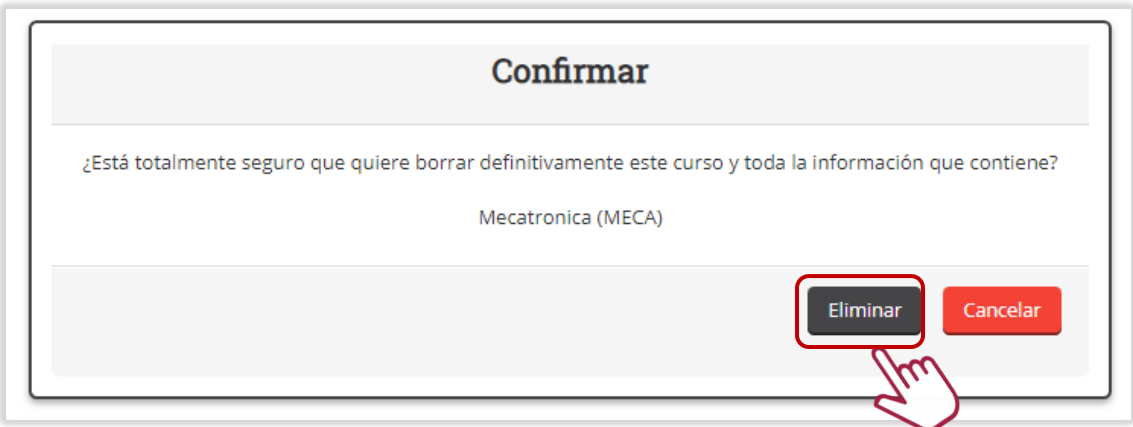 Confirmar
¿Está totalmente seguro que quiere borrar definitivamente este curso y toda la información que contiene?
Mecatronica (MECA)
Eliminar Cancelar